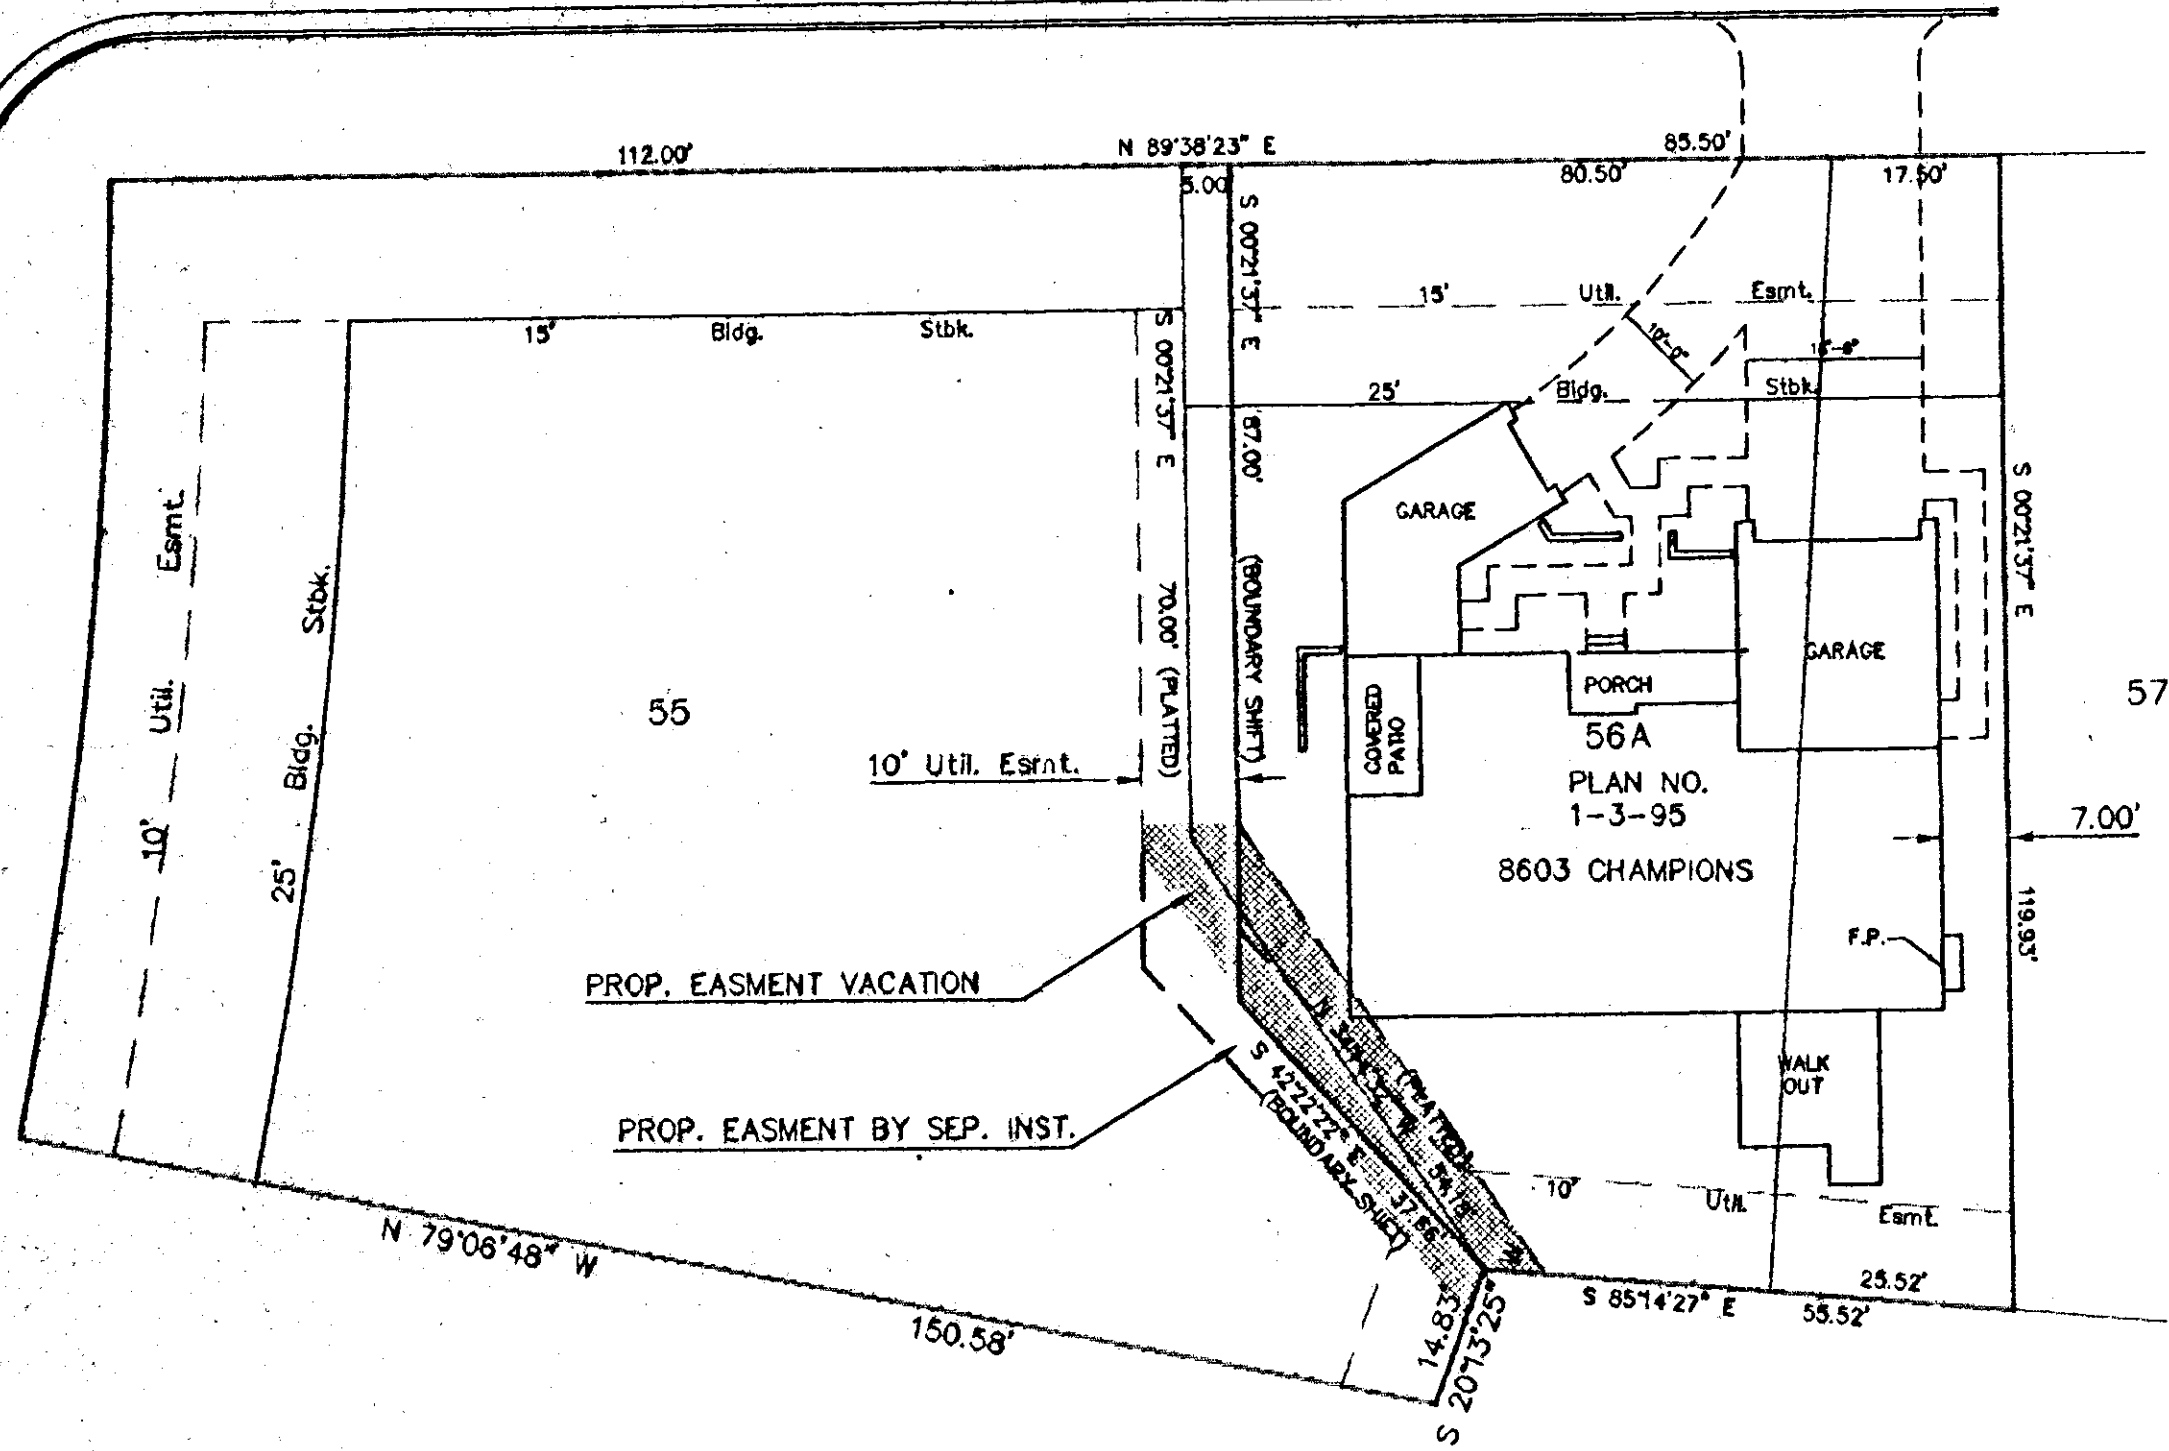 112.00'
N 89°38'23" E
85.50'
5.00
80.50'
17.50'
S 00°21'37" E
15' Util. Esmt.
15' Bldg. Stbk.
S 00°21'37" E
10'-0"
25' Bldg. Stbk.
87.00'
(BOUNDARY SHIFT)
GARAGE
S 00°21'37" E
10' Util. Esmt.
25' Bldg. Stbk.
70.00' (PLATTED)
GARAGE
55
PORCH
COVERED
PATIO
56A
57
10' Util. Esmt.
PLAN NO.
1-3-95
7.00'
8603 CHAMPIONS
119.93'
F.P.
PROP. EASMENT VACATION
(PLATTED)
WALK
OUT
S 42°22'22" E 37.66'
(BOUNDARY SHIFT)
PROP. EASMENT BY SEP. INST.
10' Util. Esmt.
N 79°06'48" W
150.58'
14.83'
S 20°13'25" W
S 85°14'27" E
25.52'
55.52'